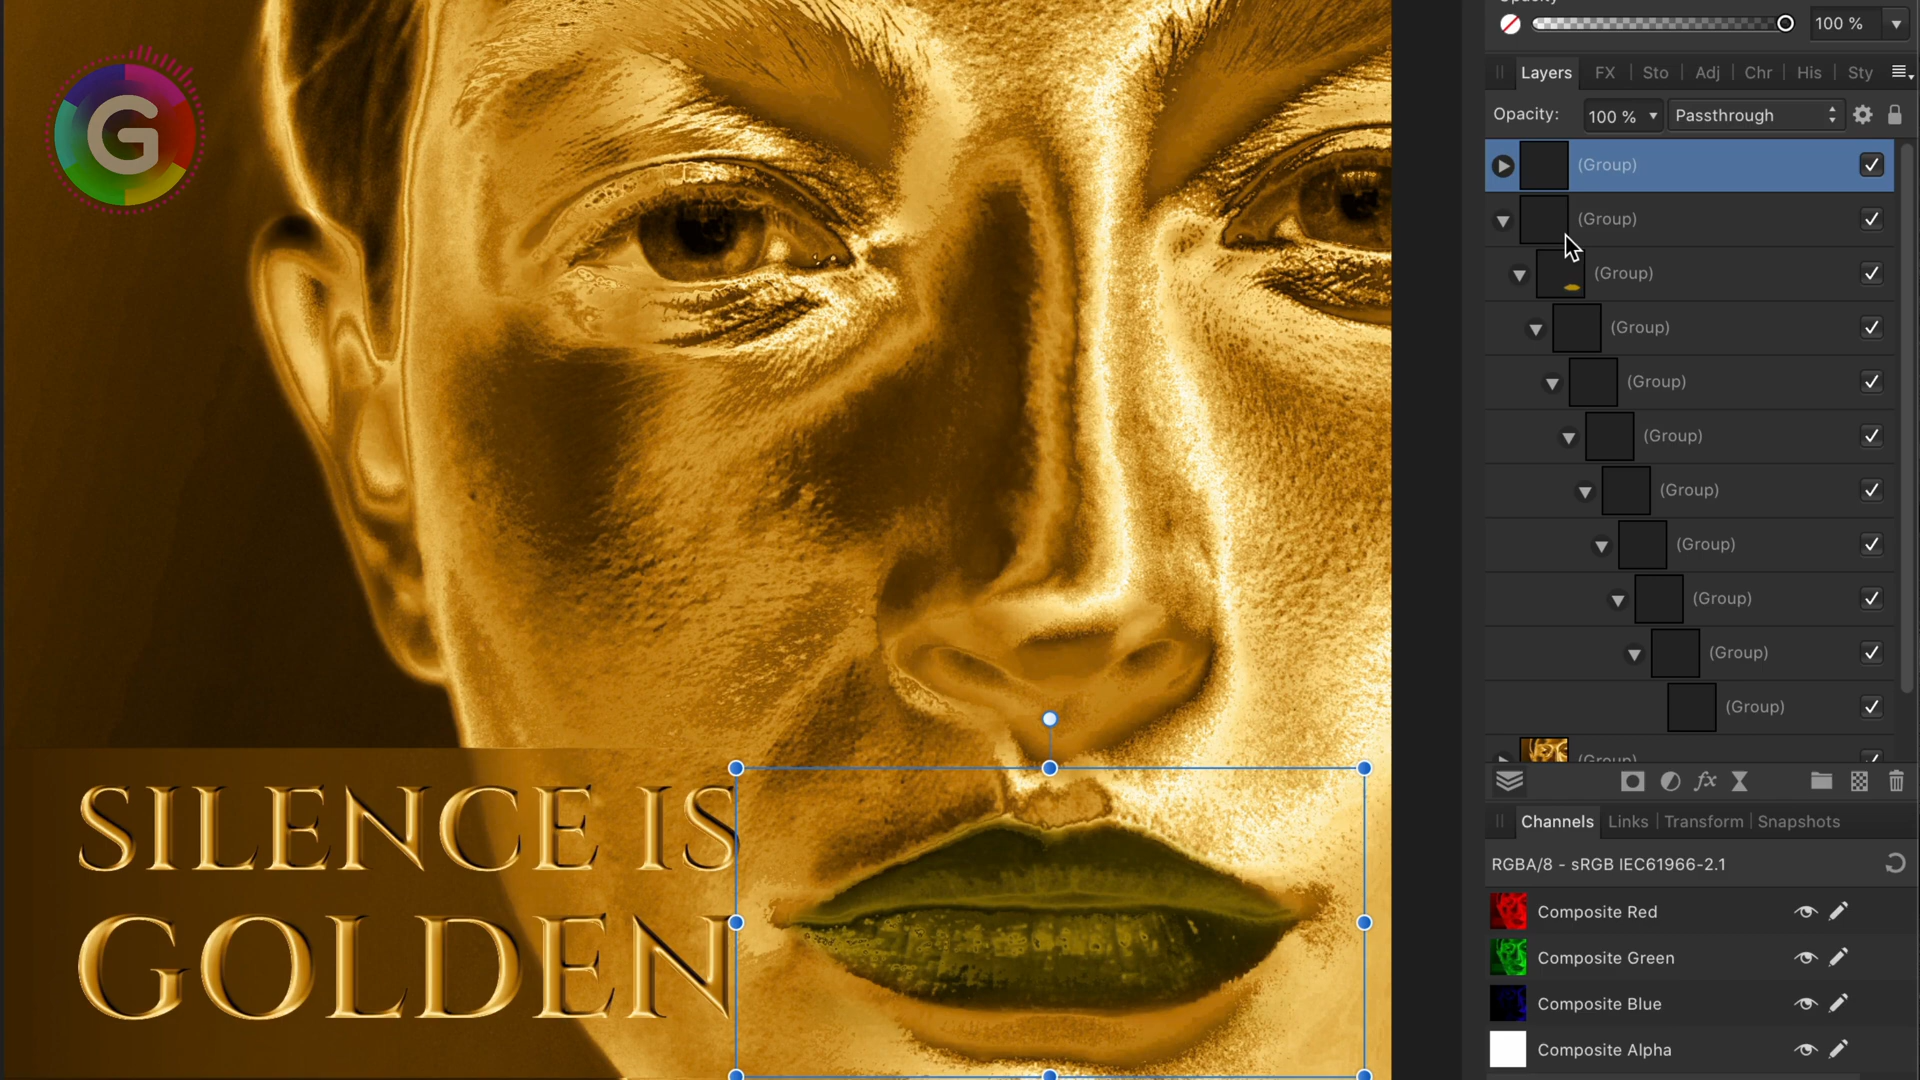 Opacity
100 %
Layers FX Sto Adj Chr His Sty
Opacity: 100 % Passthrough
(Group)
(Group)
(Group)
(Group)
(Group)
(Group)
(Group)
(Group)
(Group)
(Group)
(Group)
(Group)
fx
Channels Links Transform Snapshots
RGBA/8 - sRGB IEC61966-2.1
Composite Red
Composite Green
Composite Blue
Composite Alpha
G
SILENCE IS
GOLDEN